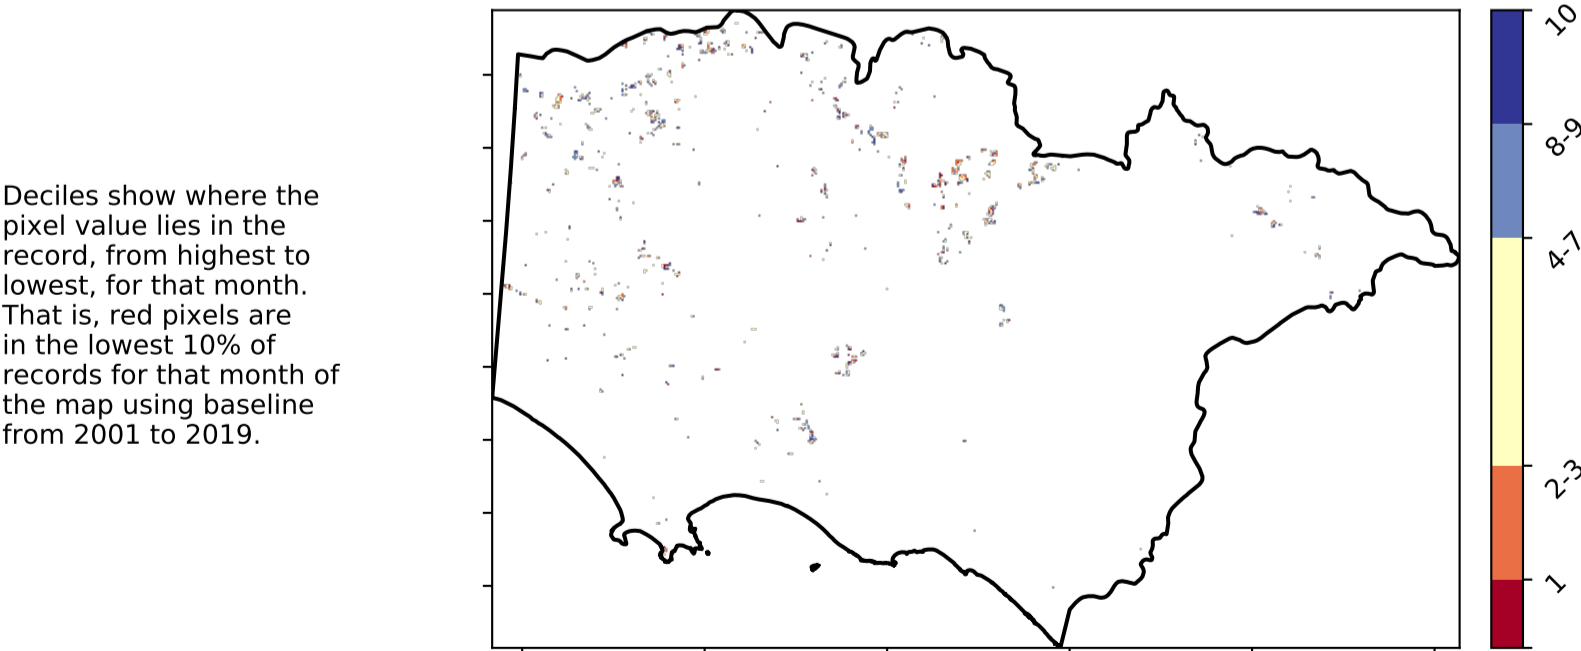 Deciles show where the
pixel value lies in the
record, from highest to
lowest, for that month.
That is, red pixels are
in the lowest 10% of
records for that month of
the map using baseline
from 2001 to 2019.
10
8-9
4-7
2-3
1